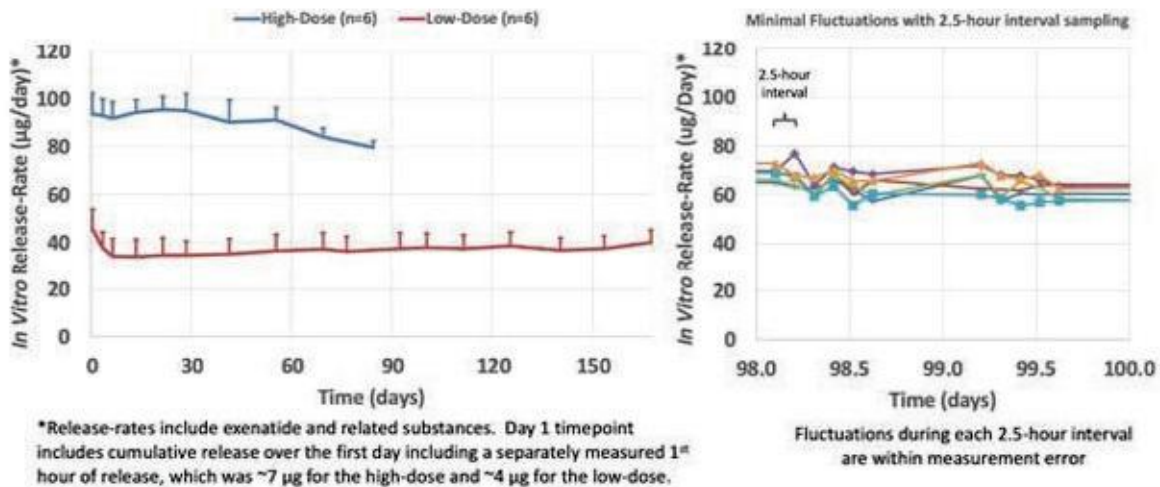 High-Dose (n=6) Low-Dose (n=6)
In Vitro Release-Rate (µg/day)*
120
100
80
60
40
20
0
0 30 60 90 120 150
Time (days)
*Release-rates include exenatide and related substances. Day 1 timepoint
includes cumulative release over the first day including a separately measured 1st
hour of release, which was ~7 µg for the high-dose and ~4 µg for the low-dose.
Minimal Fluctuations with 2.5-hour interval sampling
In Vitro Release-Rate (ug/Day)*
120
100
80
60
40
20
0
2.5-hour
interval
98.0 98.5 99.0 99.5 100.0
Time (days)
Fluctuations during each 2.5-hour interval
are within measurement error